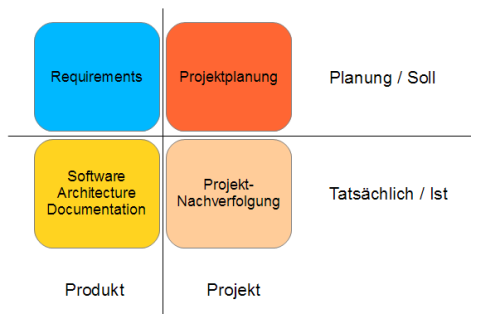 Requirements
Projektplanung
Planung / Soll
Software
Architecture
Documentation
Projekt-
Nachverfolgung
Tatsächlich / Ist
Produkt
Projekt